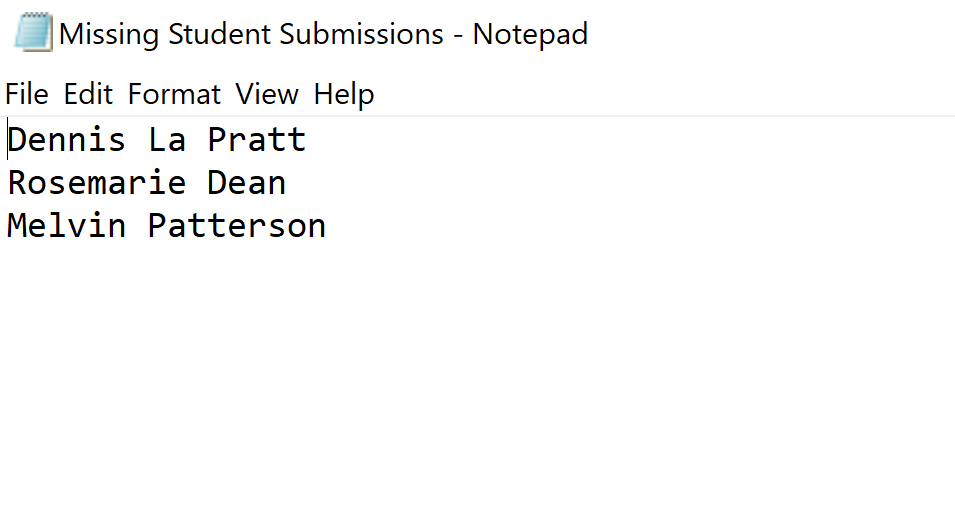 Missing Student Submissions - Notepad
File Edit Format View Help
Dennis La Pratt
Rosemarie Dean
Melvin Patterson